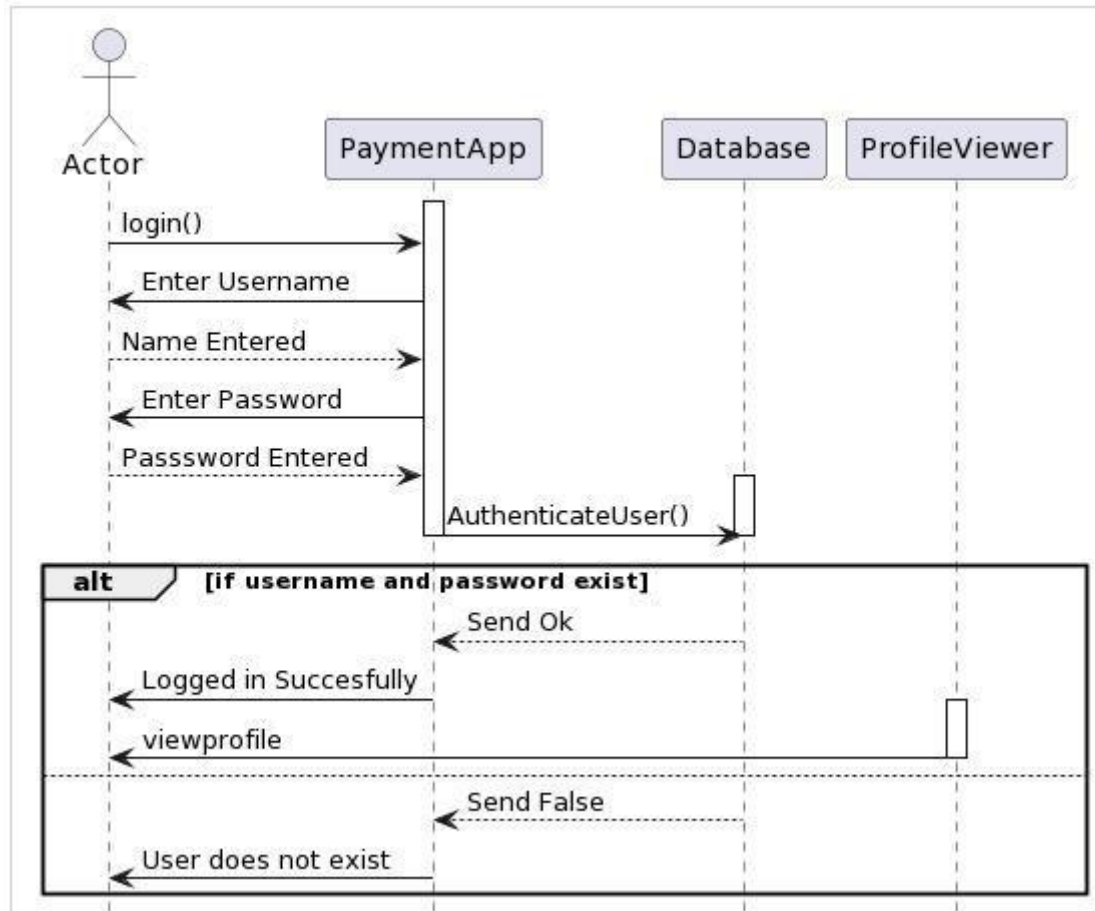 Actor
PaymentApp
Database
ProfileViewer
login()
Enter Username
Name Entered
Enter Password
Passsword Entered
AuthenticateUser()
alt
[if username and password exist]
Send Ok
Logged in Succesfully
viewprofile
Send False
User does not exist